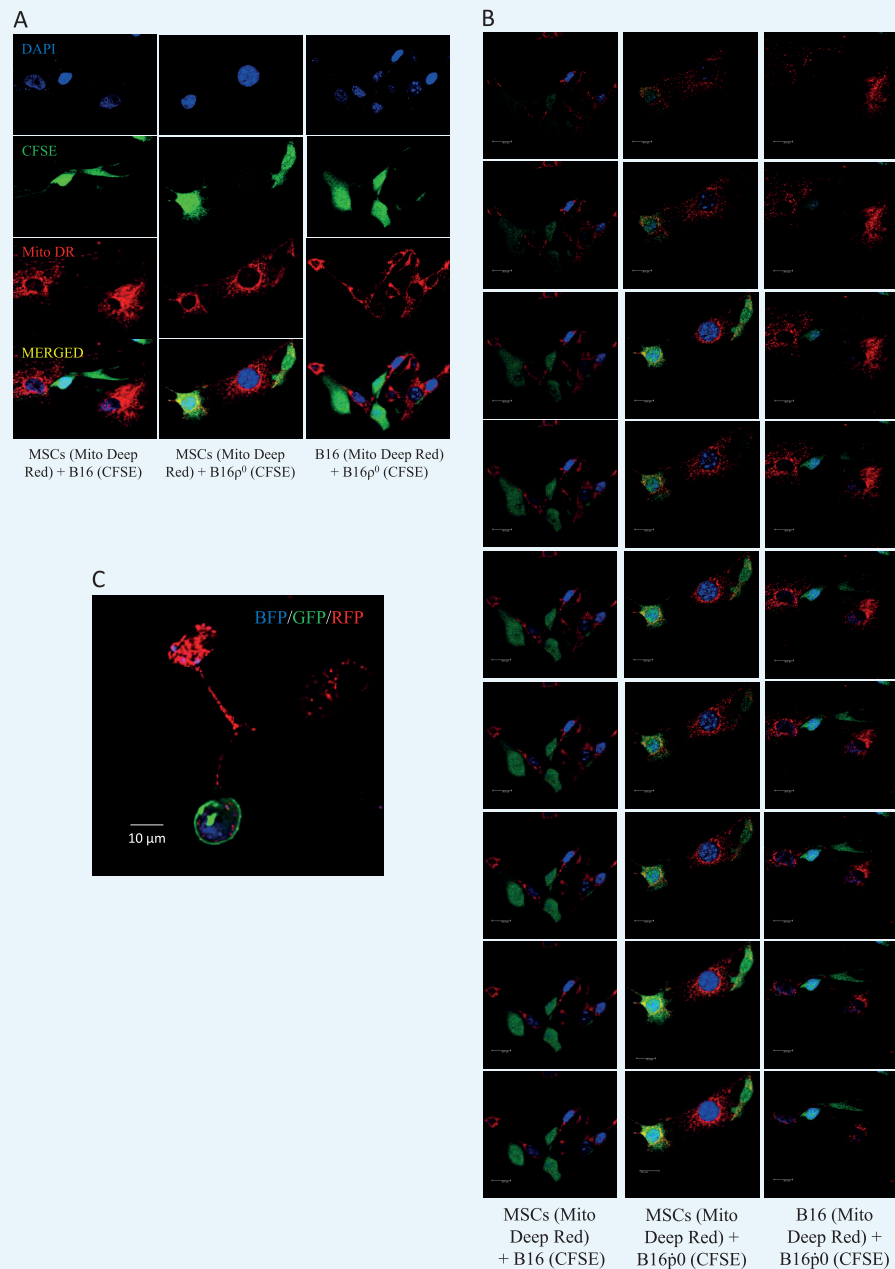 A
DAPI
CFSE
Mito DR
MERGED
MSCs (Mito Deep
Red) + B16 (CFSE)
MSCs (Mito Deep
Red) + B16ρ⁰ (CFSE)
B16 (Mito Deep Red)
+ B16ρ⁰ (CFSE)
B
MSCs (Mito
Deep Red)
+ B16 (CFSE)
MSCs (Mito
Deep Red) +
B16ṗ0 (CFSE)
B16 (Mito
Deep Red) +
B16ṗ0 (CFSE)
C
BFP/GFP/RFP
10 μm